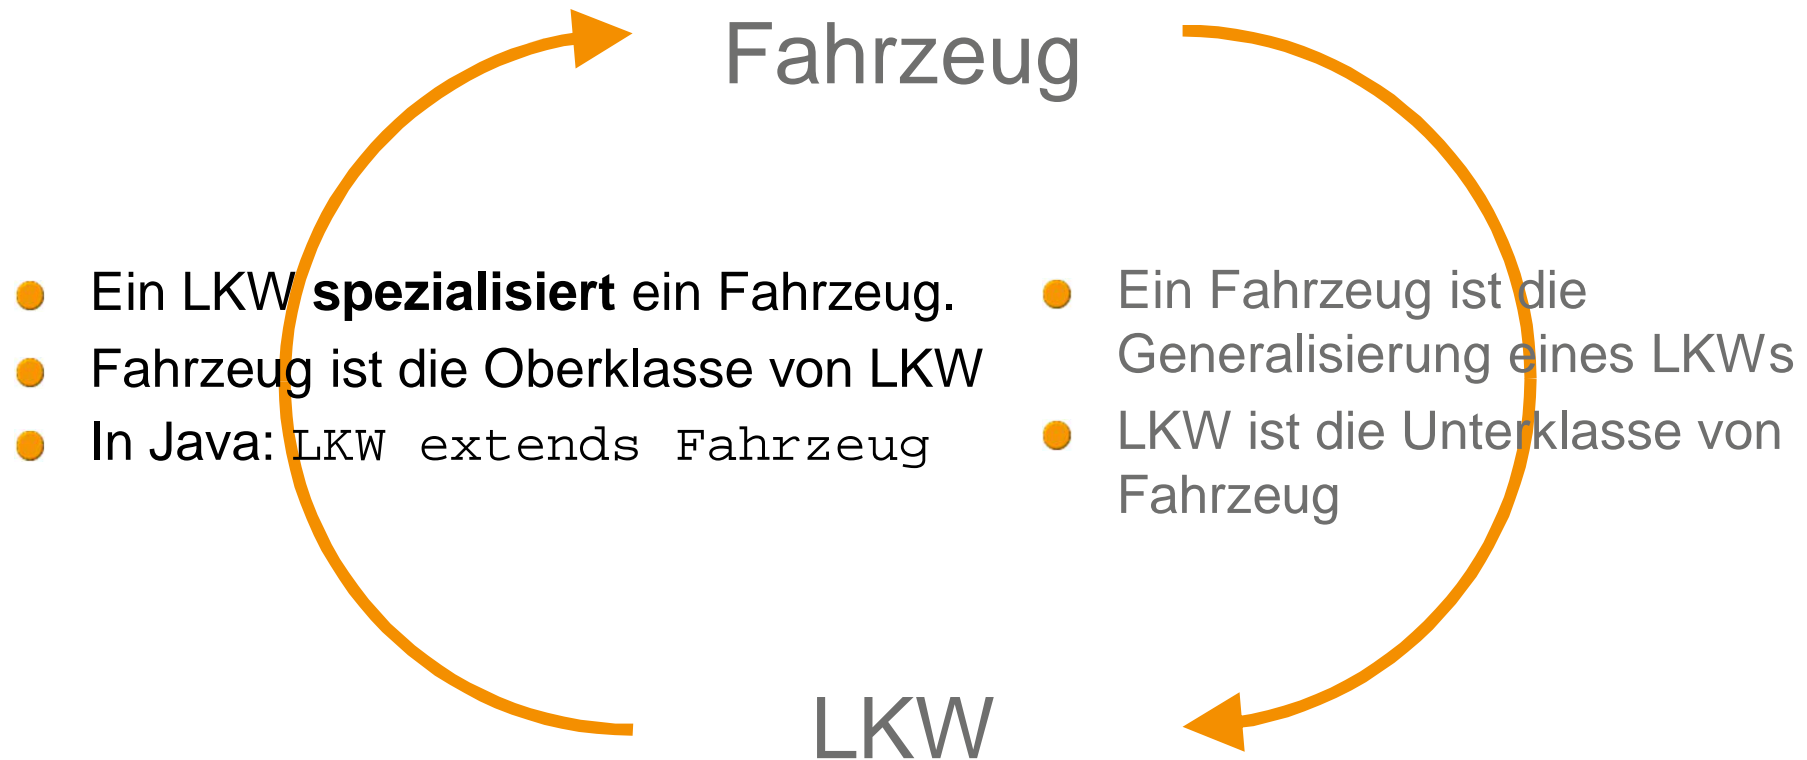 Fahrzeug
Ein LKW spezialisiert ein Fahrzeug.
Fahrzeug ist die Oberklasse von LKW
In Java: LKW extends Fahrzeug
Ein Fahrzeug ist die
Generalisierung eines LKWs
LKW ist die Unterklasse von
Fahrzeug
LKW